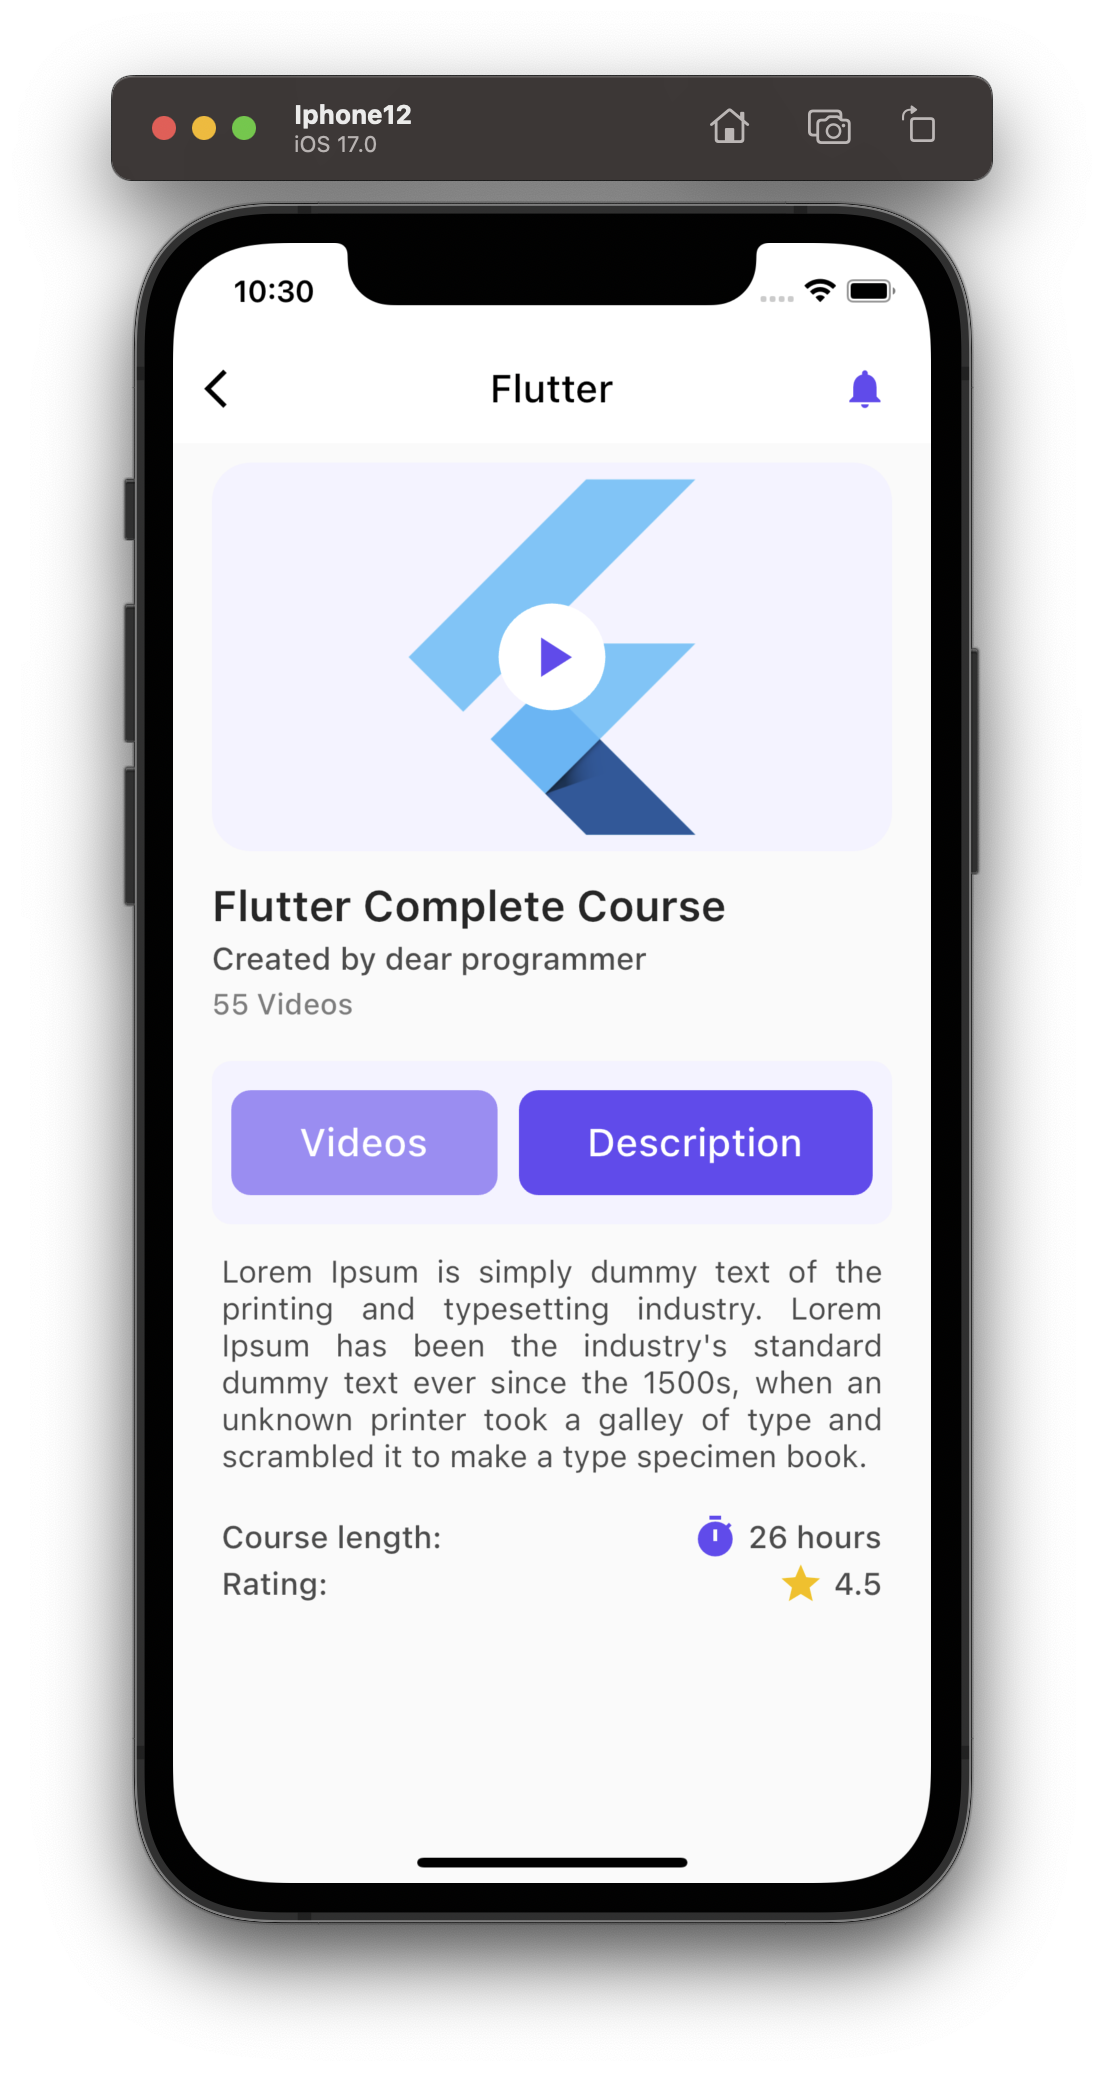 Iphone12
iOS 17.0
10:30
Flutter
Flutter Complete Course
Created by dear programmer
55 Videos
Videos
Description
Lorem Ipsum is simply dummy text of the
printing and typesetting industry. Lorem
Ipsum has been the industry's standard
dummy text ever since the 1500s, when an
unknown printer took a galley of type and
scrambled it to make a type specimen book.
Course length: 26 hours
Rating: 4.5